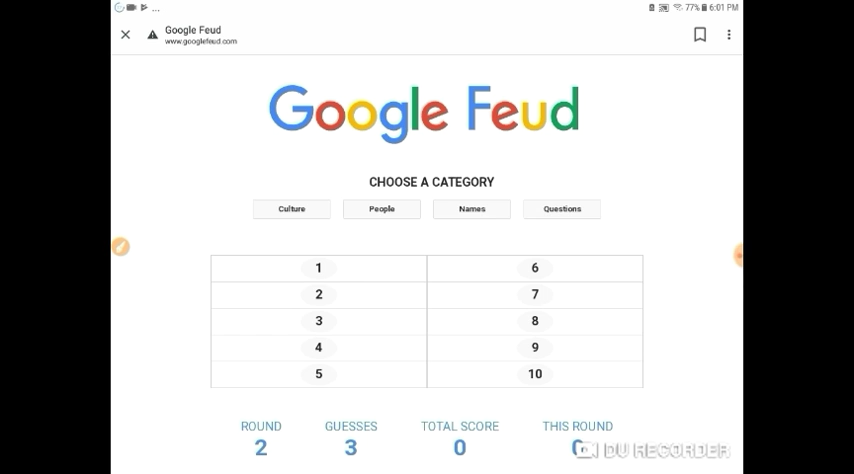 ... 77% 6:01 PM
Google Feud
www.googlefeud.com
Google Feud
CHOOSE A CATEGORY
Culture People Names Questions
1 6
2 7
3 8
4 9
5 10
ROUND GUESSES TOTAL SCORE THIS ROUND
2 3 0 0
DU RECORDER